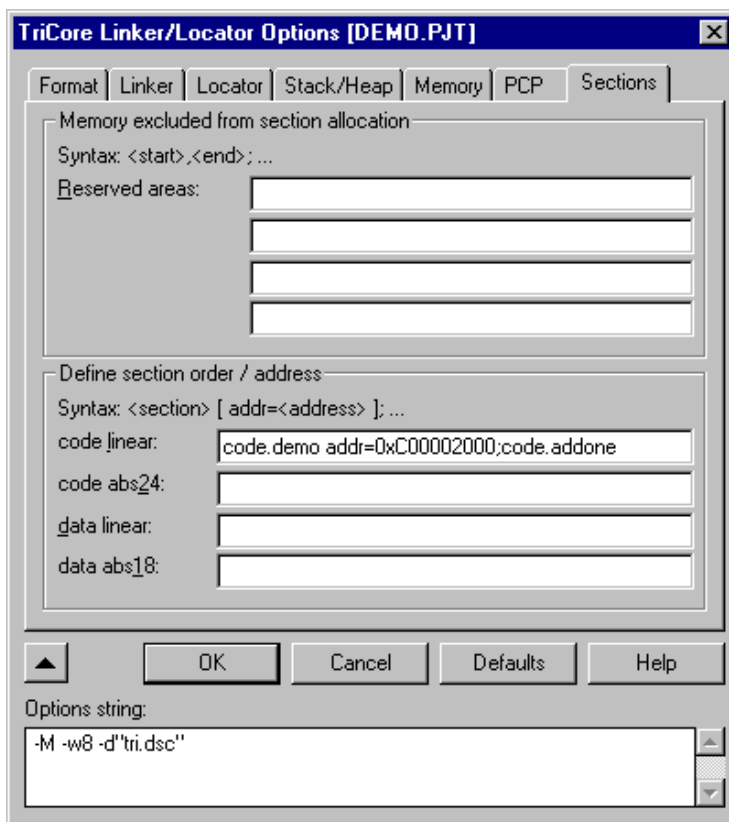 TriCore Linker/Locator Options [DEMO.PJT]
Format Linker Locator Stack/Heap Memory PCP Sections
Memory excluded from section allocation
Syntax: <start>,<end>; ...
Reserved areas:
Define section order / address
Syntax: <section> [ addr=<address> ]; ...
code linear: code.demo addr=0xC00002000;code.addone
code abs24:
data linear:
data abs18:
OK Cancel Defaults Help
Options string:
-M -w8 -d"tri.dsc"